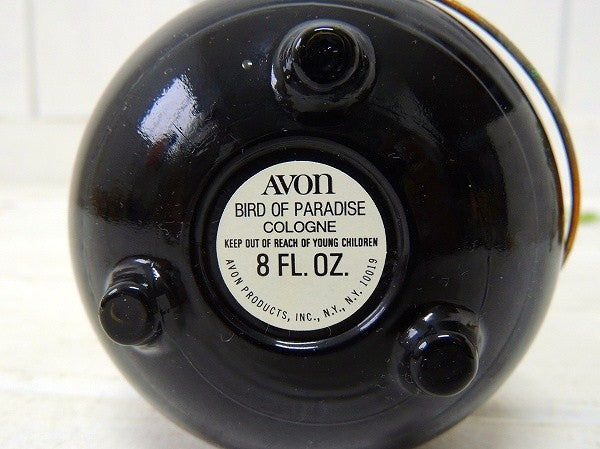 AVON
BIRD OF PARADISE
COLOGNE
KEEP OUT OF REACH OF YOUNG CHILDREN
8 FL. OZ.
AVON PRODUCTS, INC., N.Y., N.Y. 10019